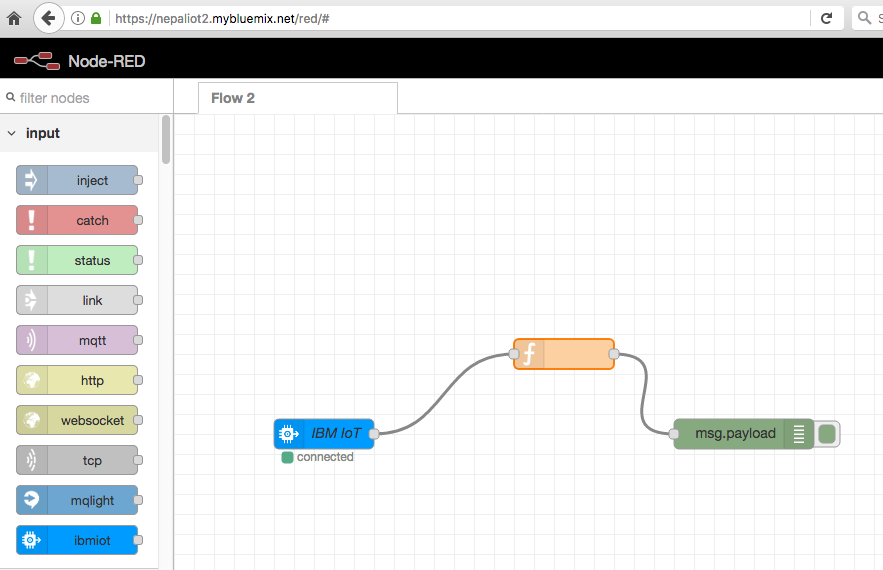 https://nepaliot2.mybluemix.net/red/#
Node-RED
filter nodes
Flow 2
input
inject
catch
status
link
mqtt
http
websocket
tcp
mqlight
ibmiot
IBM IoT
connected
msg.payload